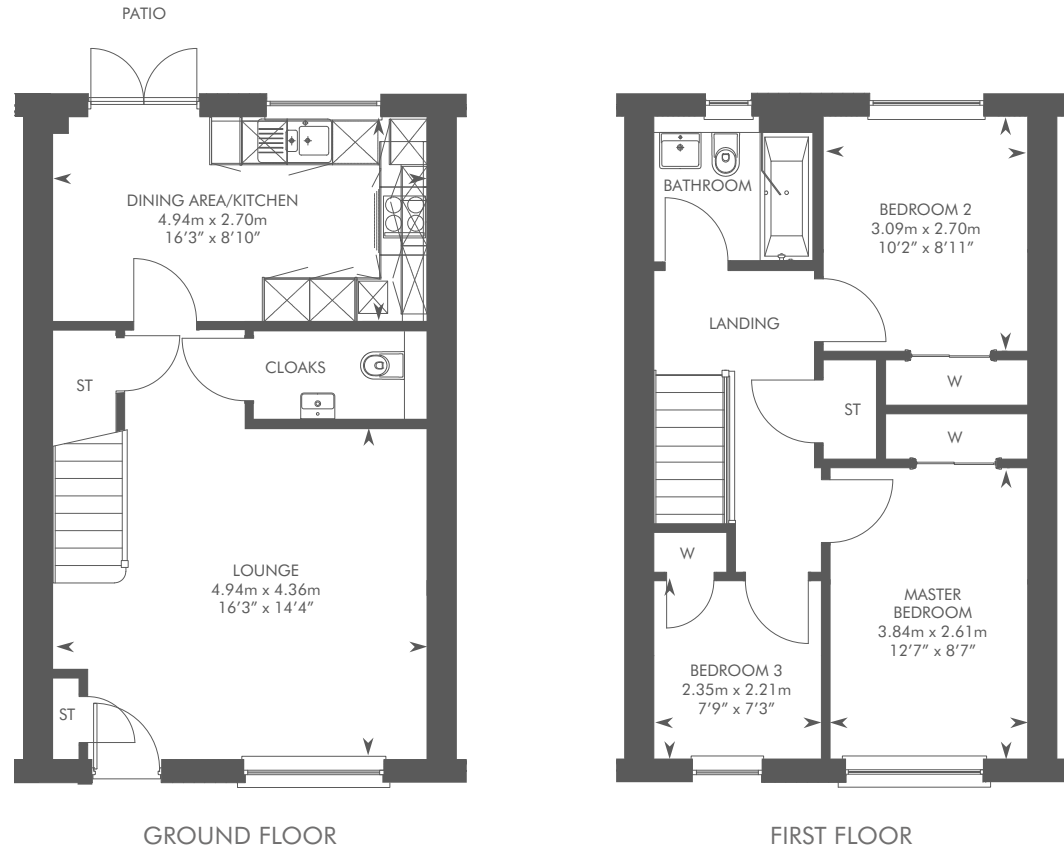 PATIO
DINING AREA/KITCHEN
4.94m x 2.70m
16’3” x 8’10”
ST
CLOAKS
LOUNGE
4.94m x 4.36m
16’3” x 14’4”
ST
GROUND FLOOR
BATHROOM
BEDROOM 2
3.09m x 2.70m
10’2” x 8’11”
LANDING
W
ST
W
W
MASTER
BEDROOM
3.84m x 2.61m
12’7” x 8’7”
BEDROOM 3
2.35m x 2.21m
7’9” x 7’3”
FIRST FLOOR